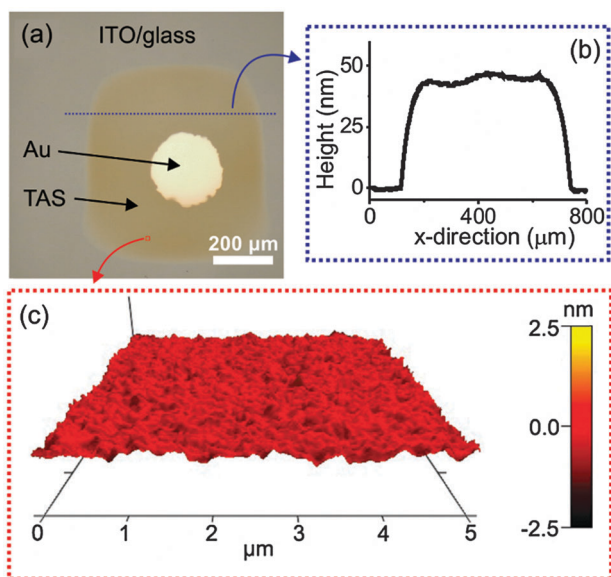 (a)
ITO/glass
Au
TAS
200 µm
(b)
Height (nm)
50
25
0
0
400
800
x-direction (µm)
(c)
nm
2.5
0.0
-2.5
0
1
2
3
4
5
µm